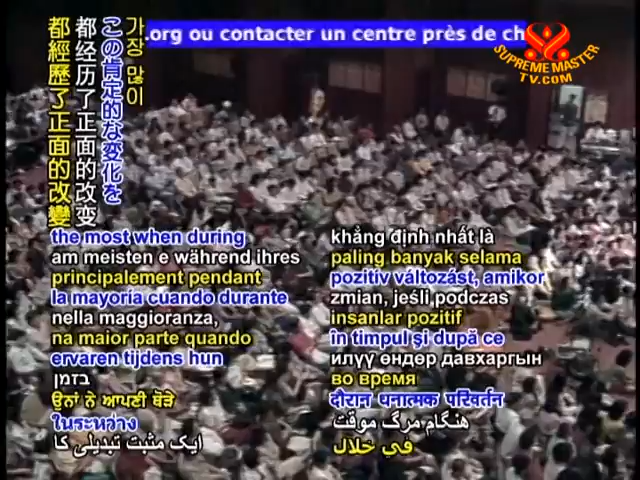 .org ou contacter un centre près de ch
SUPREME MASTER
TV.COM
가장 많이
この肯定的な変化を
都经历了正面的改变
都經歷了正面的改變
the most when during
am meisten e während ihres
principalement pendant
la mayoria cuando durante
nella maggioranza,
na maior parte quando
ervaren tijdens hun
בזמן
ਉਨਾਂ ਨੇ ਆਪਣੀ ਥੋੜੇ
ในระหว่าง
ایک مثبت تبدیلی کا
khẳng định nhất là
paling banyak selama
pozitív változást, amikor
zmian, jeśli podczas
insanlar pozitif
în timpul şi după ce
илүү өндөр давхаргын
во время
दौरान धनात्मक परिवर्तन
هنگام مرگ موقت
في خلال